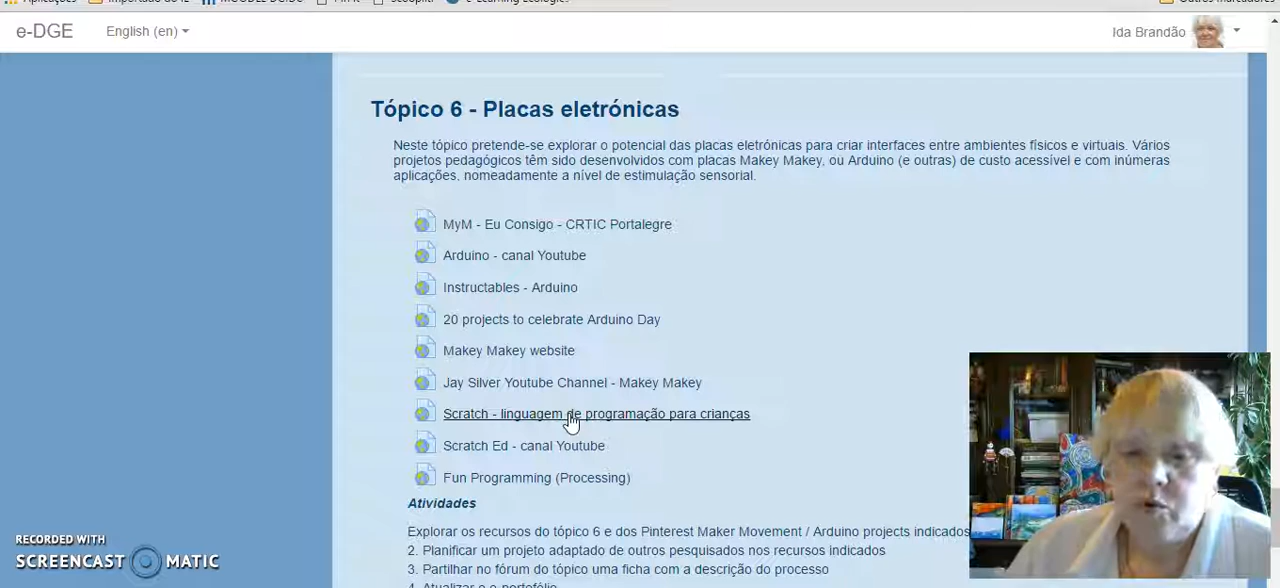 e-DGE
English (en)
Ida Brandão
Tópico 6 - Placas eletrónicas
Neste tópico pretende-se explorar o potencial das placas eletrónicas para criar interfaces entre ambientes físicos e virtuais. Vários
projetos pedagógicos têm sido desenvolvidos com placas Makey Makey, ou Arduino (e outras) de custo acessível e com inúmeras
aplicações, nomeadamente a nível de estimulação sensorial.
MyM - Eu Consigo - CRTIC Portalegre
Arduino - canal Youtube
Instructables - Arduino
20 projects to celebrate Arduino Day
Makey Makey website
Jay Silver Youtube Channel - Makey Makey
Scratch - linguagem de programação para crianças
Scratch Ed - canal Youtube
Fun Programming (Processing)
Atividades
Explorar os recursos do tópico 6 e dos Pinterest Maker Movement / Arduino projects indicados
2. Planificar um projeto adaptado de outros pesquisados nos recursos indicados
3. Partilhar no fórum do tópico uma ficha com a descrição do processo
4. Atualizar o e-portefólio
RECORDED WITH
SCREENCAST MATIC